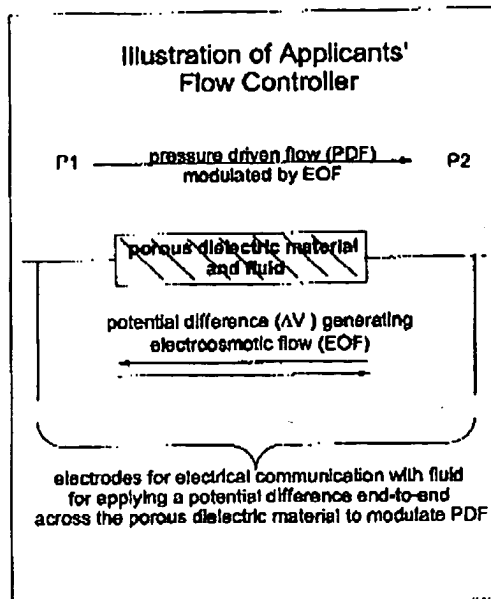 Illustration of Applicants'
Flow Controller
P1 pressure driven flow (PDF) P2
modulated by EOF
porous dielectric material
and fluid
potential difference (ΔV) generating
electroosmotic flow (EOF)
electrodes for electrical communication with fluid
for applying a potential difference end-to-end
across the porous dielectric material to modulate PDF